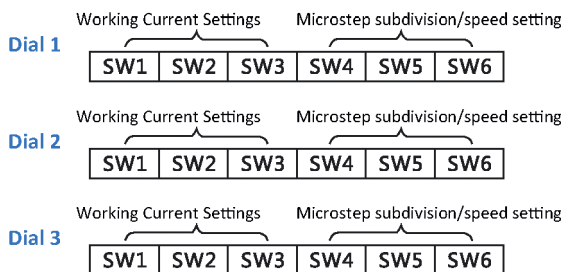 Working Current Settings Microstep subdivision/speed setting
Dial 1
SW1 SW2 SW3 SW4 SW5 SW6
Working Current Settings Microstep subdivision/speed setting
Dial 2
SW1 SW2 SW3 SW4 SW5 SW6
Working Current Settings Microstep subdivision/speed setting
Dial 3
SW1 SW2 SW3 SW4 SW5 SW6